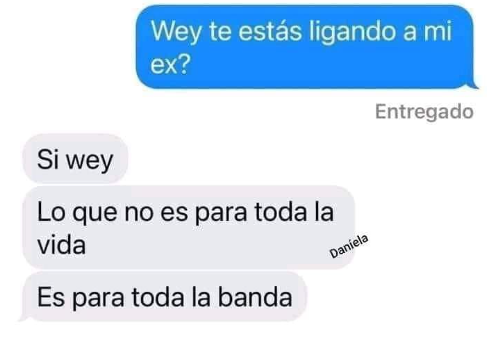 Wey te estás ligando a mi
ex?
Entregado
Si wey
Lo que no es para toda la
vida
Daníela
Es para toda la banda